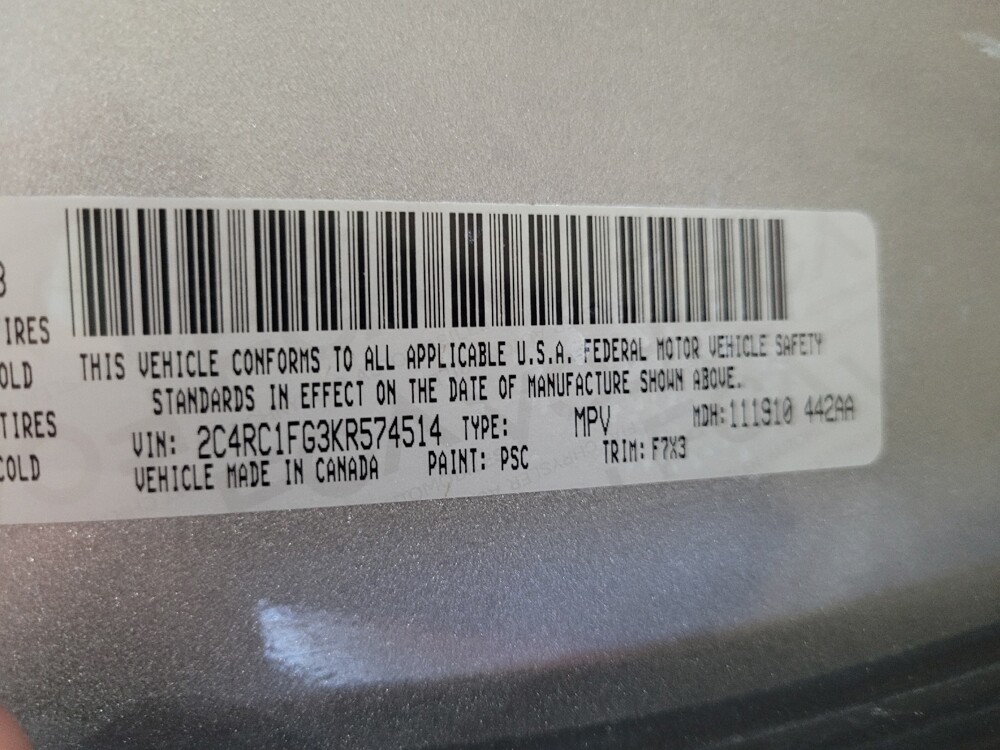 3
IRES
OLD
TIRES
COLD
THIS VEHICLE CONFORMS TO ALL APPLICABLE U.S.A. FEDERAL MOTOR VEHICLE SAFETY
STANDARDS IN EFFECT ON THE DATE OF MANUFACTURE SHOWN ABOVE.
VIN: 2C4RC1FG3KR574514 TYPE: MPV MDH:111910 442AA
VEHICLE MADE IN CANADA PAINT: PSC TRIM: F7X3